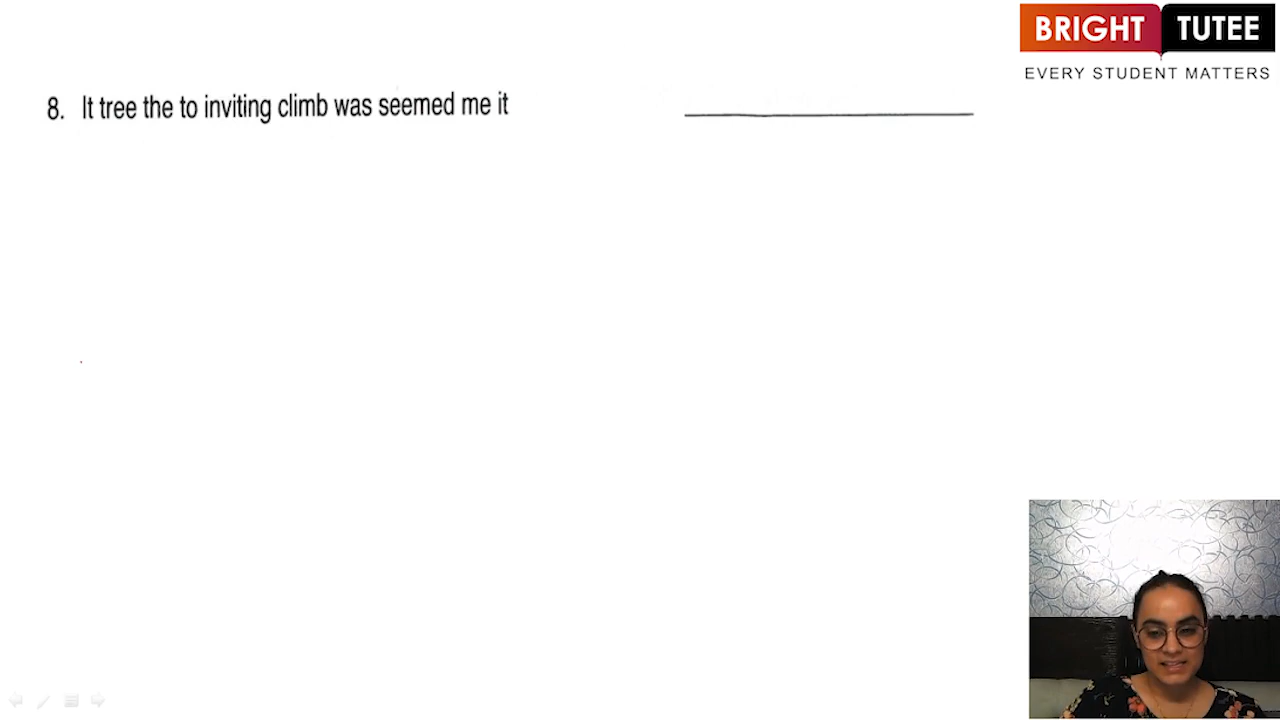 BRIGHT TUTEE
EVERY STUDENT MATTERS
8. It tree the to inviting climb was seemed me it